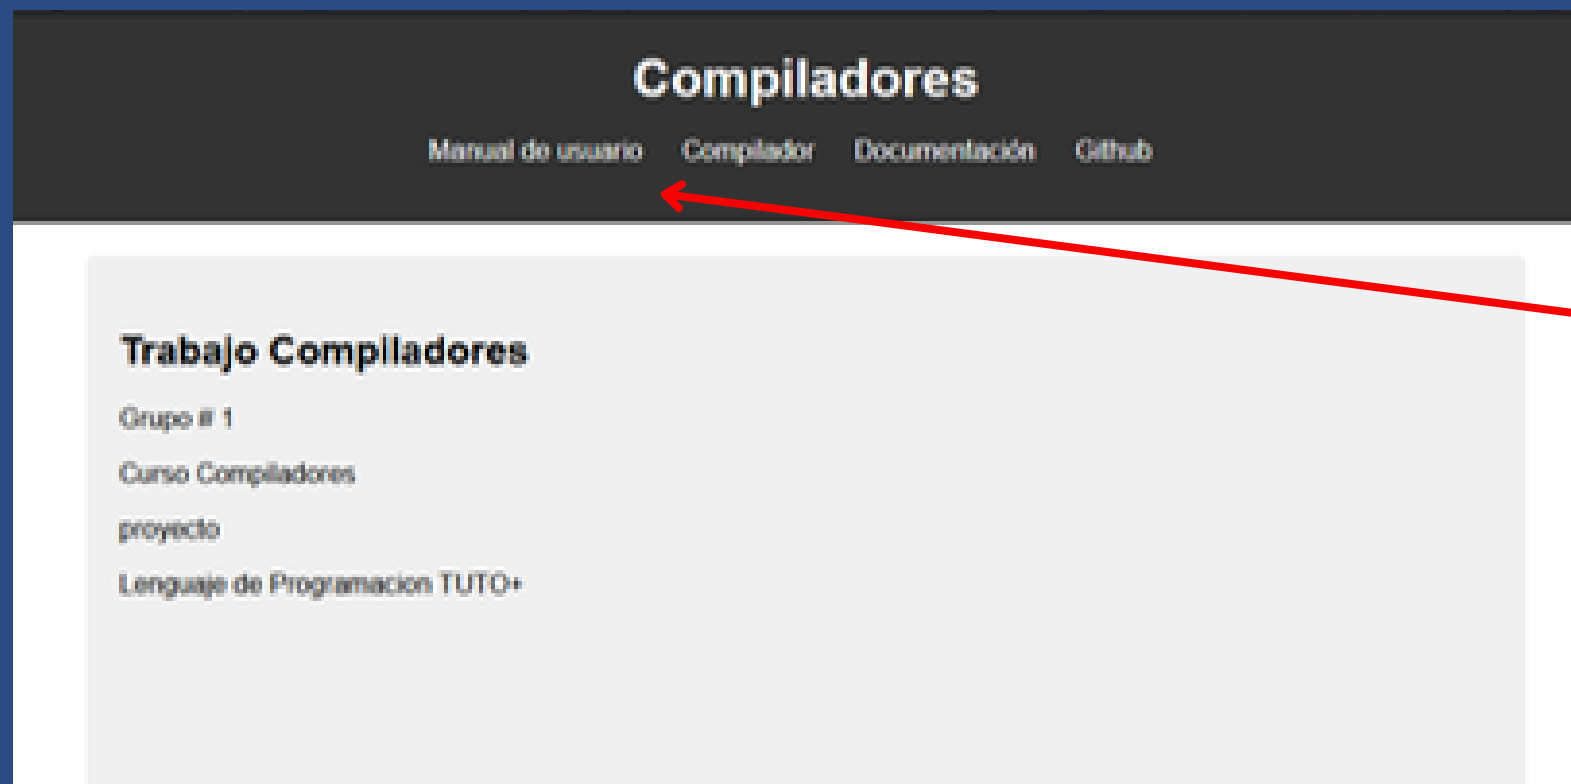 Compiladores
Manual de usuario Compilador Documentación Github
Trabajo Compiladores
Grupo # 1
Curso Compiladores
proyecto
Lenguaje de Programacion TUTO+